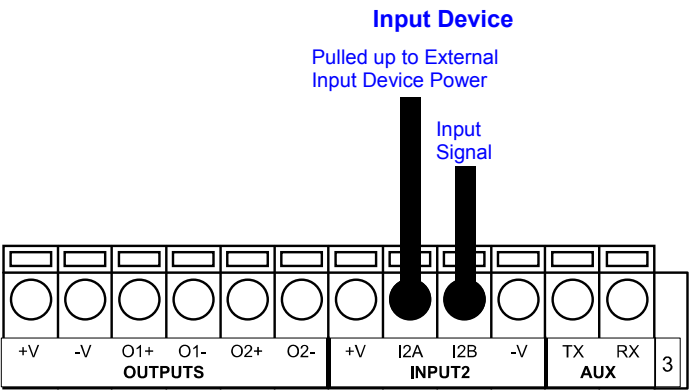 Input Device
Pulled up to External
Input Device Power
Input
Signal
+V -V O1+ O1- O2+ O2- +V I2A I2B -V TX RX 3
OUTPUTS INPUT2 AUX